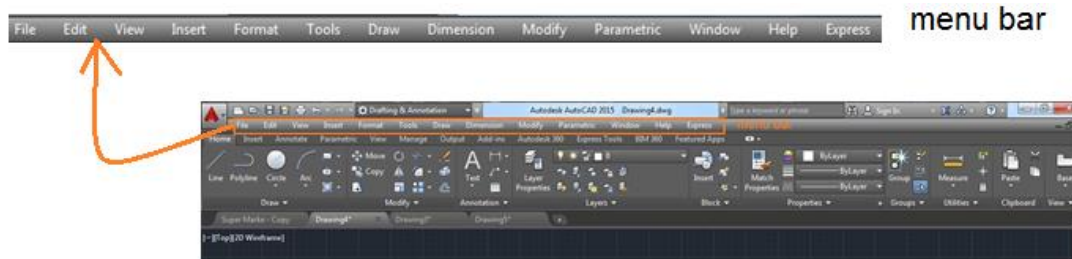 menu bar
File Edit View Insert Format Tools Draw Dimension Modify Parametric Window Help Express
Drafting & Annotation Autodesk AutoCAD 2015 Drawing4.dwg Type a keyword or phrase Sign In
File Edit View Insert Format Tools Draw Dimension Modify Parametric Window Help Express menu bar
Home Insert Annotate Parametric View Manage Output Add-ins Autodesk 360 Express Tools BIM 360 Featured Apps
Move ByLayer
Line Polyline Circle Arc Copy Text Layer Properties Insert Match Properties ByLayer Group Measure Paste Base
ByLayer
Draw Modify Annotation Layers Block Properties Groups Utilities Clipboard View
Super Marke - Copy Drawing4* Drawing5*
[-][Top][2D Wireframe]